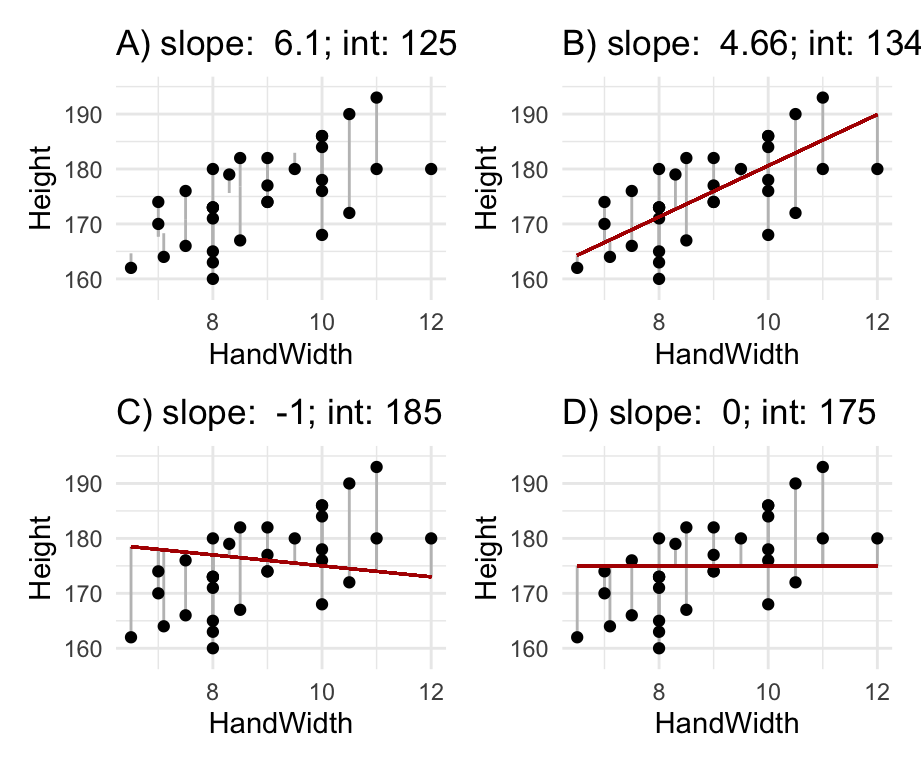 A) slope:  6.1; int: 125
190
180
170
160
Height
8 10 12
HandWidth
B) slope:  4.66; int: 134
190
180
170
160
Height
8 10 12
HandWidth
C) slope:  -1; int: 185
190
180
170
160
Height
8 10 12
HandWidth
D) slope:  0; int: 175
190
180
170
160
Height
8 10 12
HandWidth